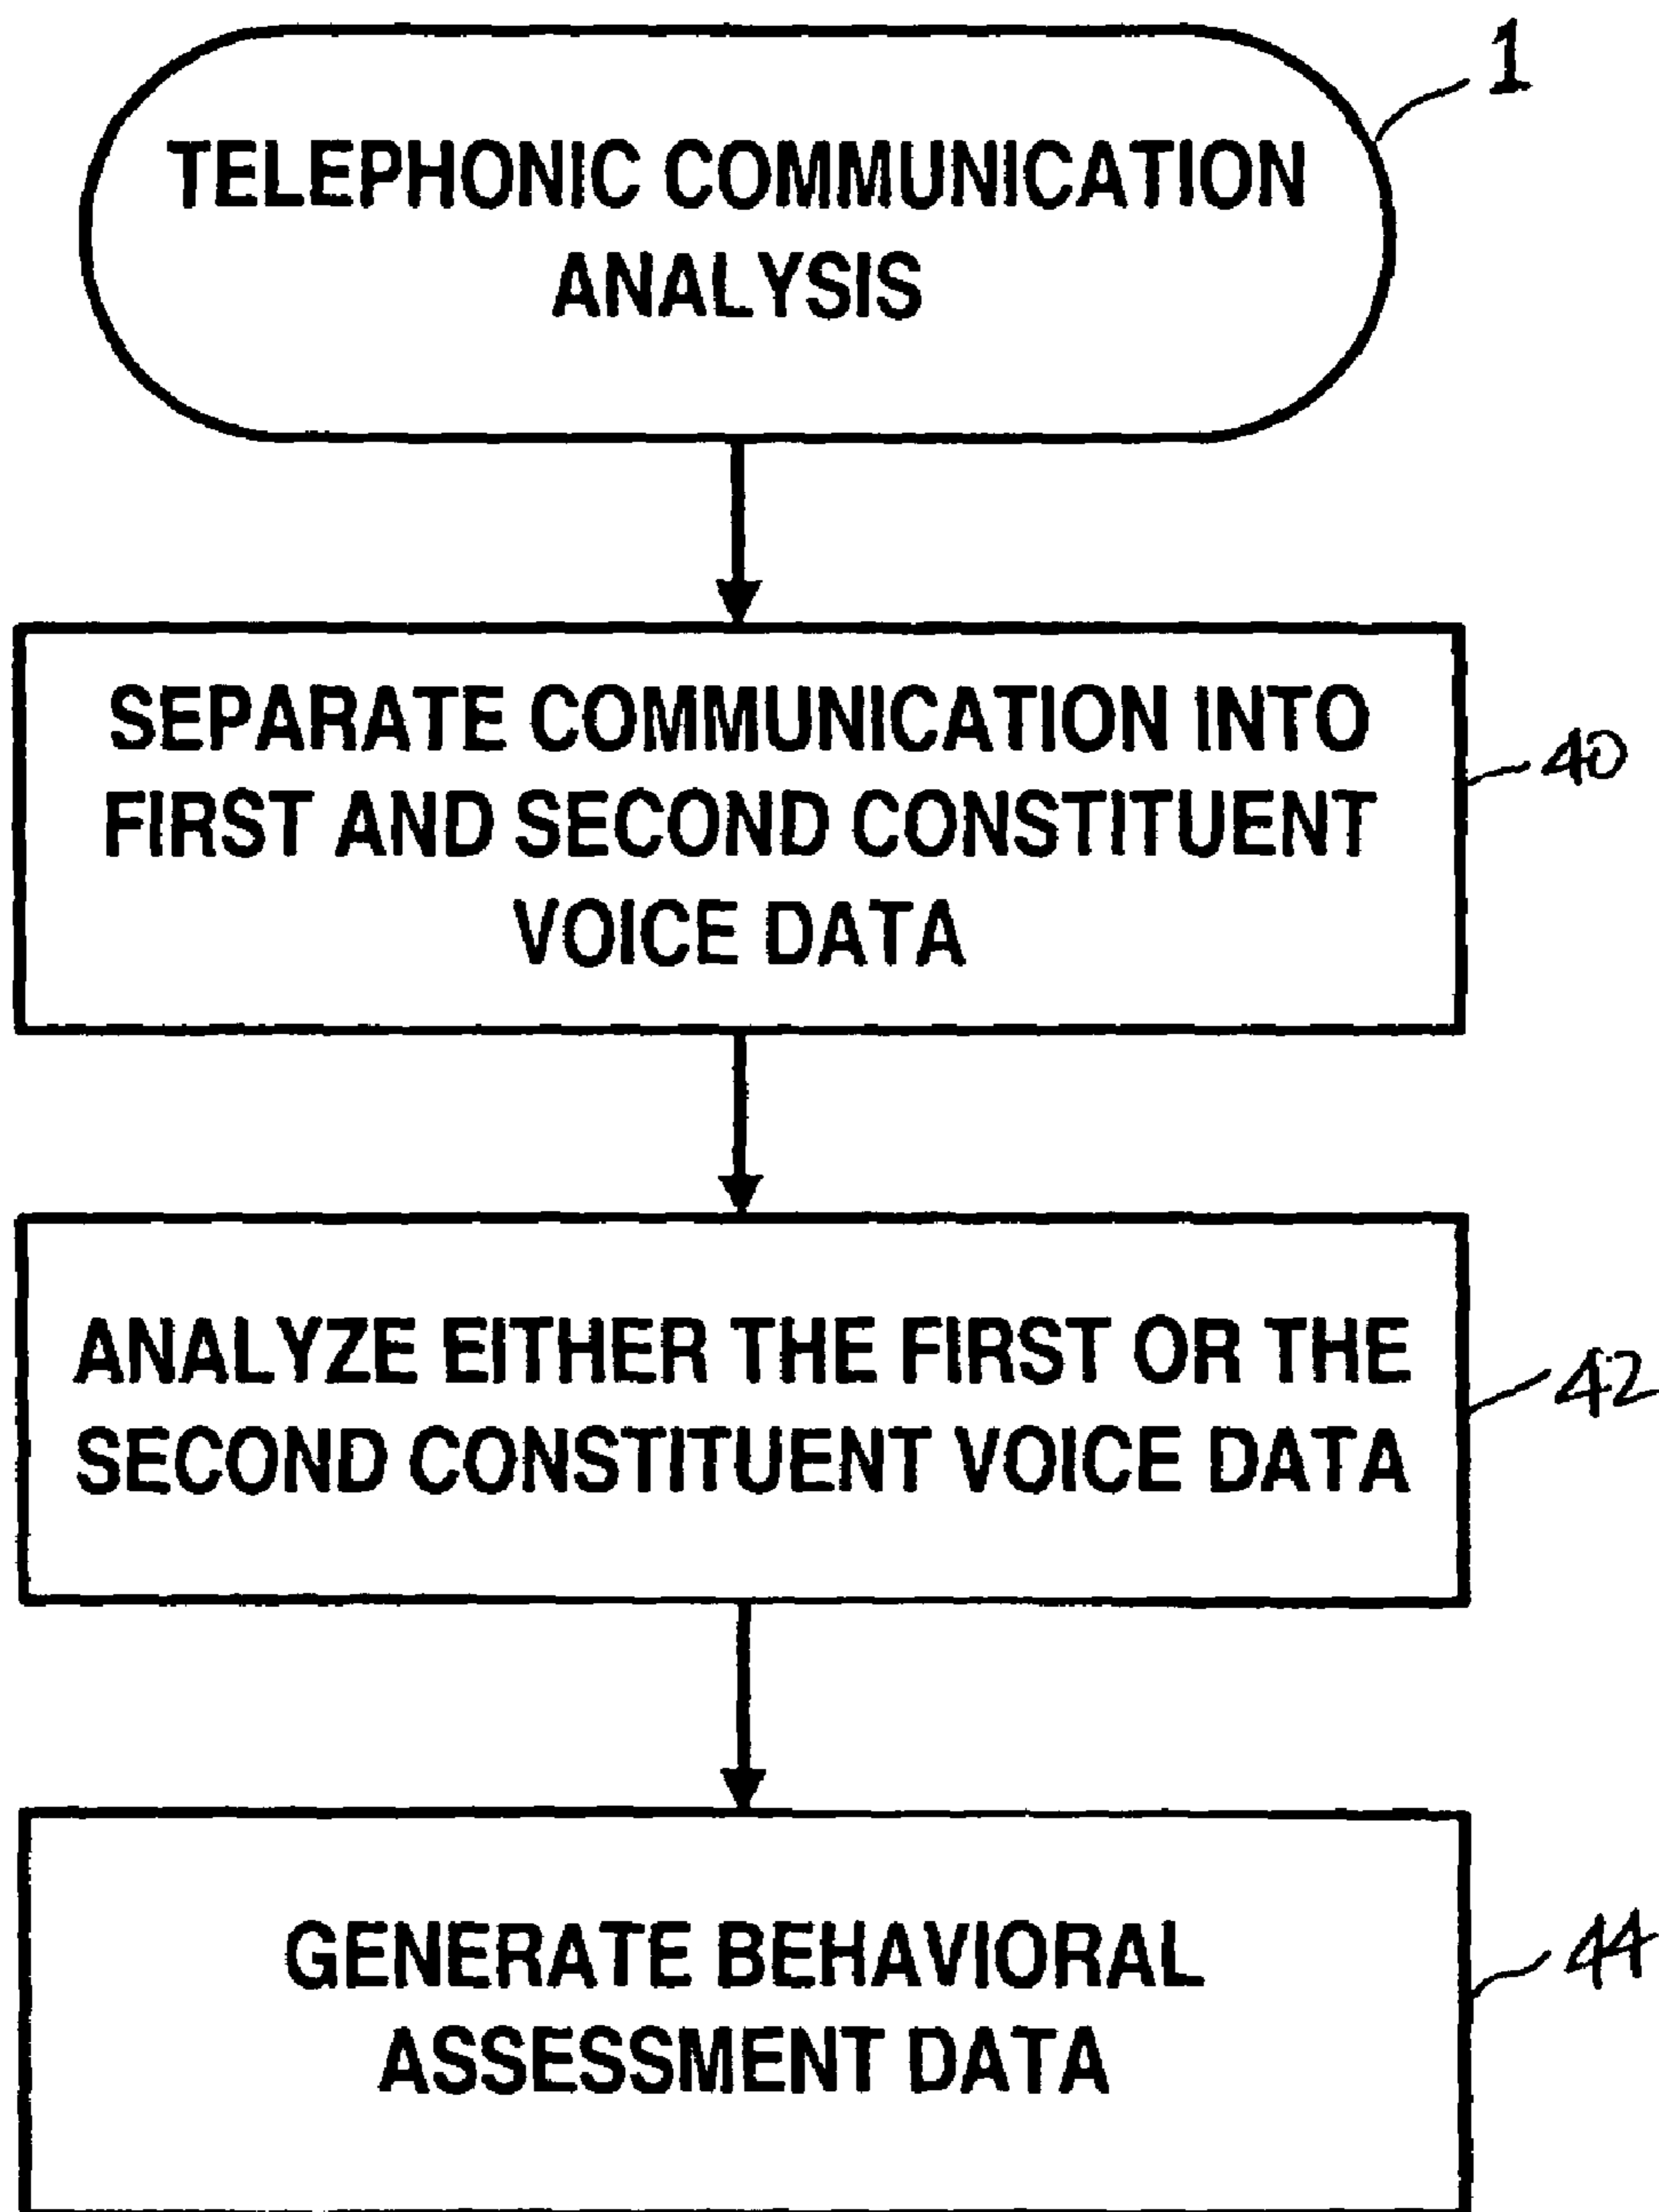 1
TELEPHONIC COMMUNICATION
ANALYSIS
SEPARATE COMMUNICATION INTO
FIRST AND SECOND CONSTITUENT
VOICE DATA
40
ANALYZE EITHER THE FIRST OR THE
SECOND CONSTITUENT VOICE DATA
42
GENERATE BEHAVIORAL
ASSESSMENT DATA
44